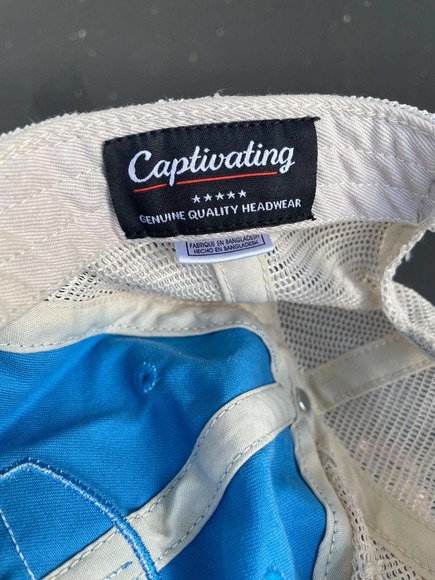 Captivating
★★★★★
GENUINE QUALITY HEADWEAR
FABRIQUE EN BANGLADESH
HECHO EN BANGLADESH